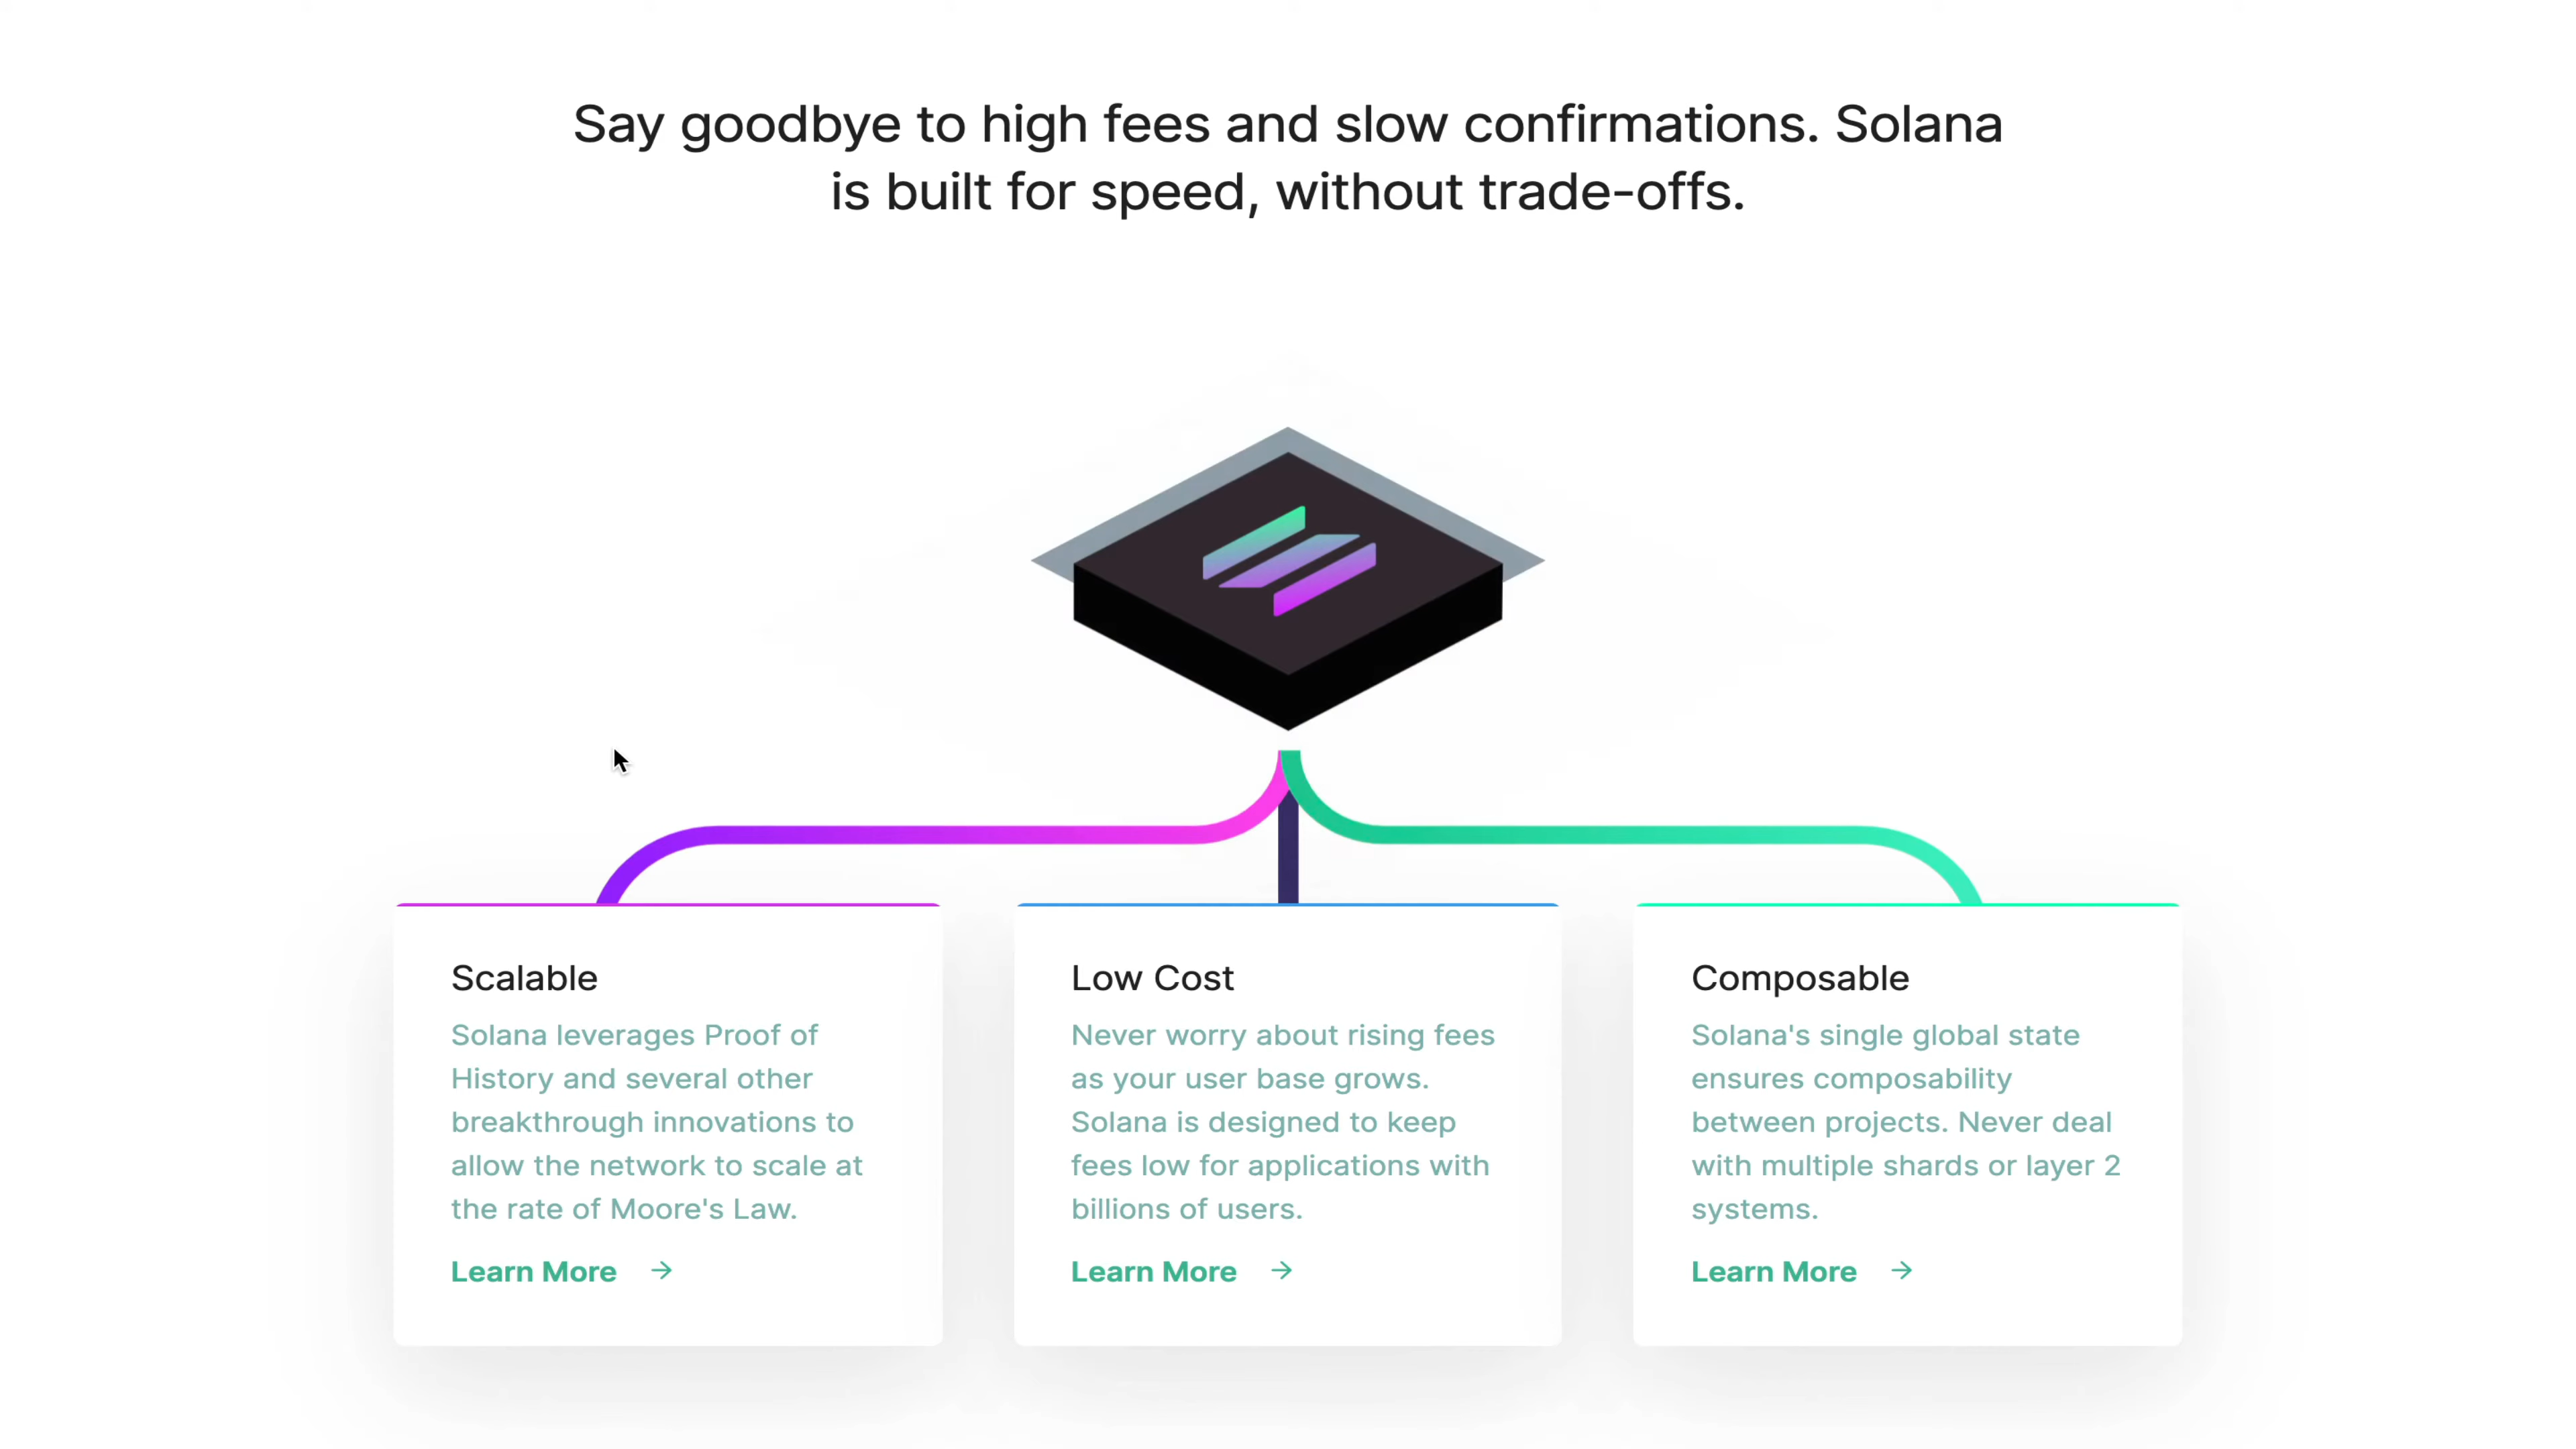 Say goodbye to high fees and slow confirmations. Solana
is built for speed, without trade-offs.
Scalable
Solana leverages Proof of
History and several other
breakthrough innovations to
allow the network to scale at
the rate of Moore's Law.
Learn More →
Low Cost
Never worry about rising fees
as your user base grows.
Solana is designed to keep
fees low for applications with
billions of users.
Learn More →
Composable
Solana's single global state
ensures composability
between projects. Never deal
with multiple shards or layer 2
systems.
Learn More →